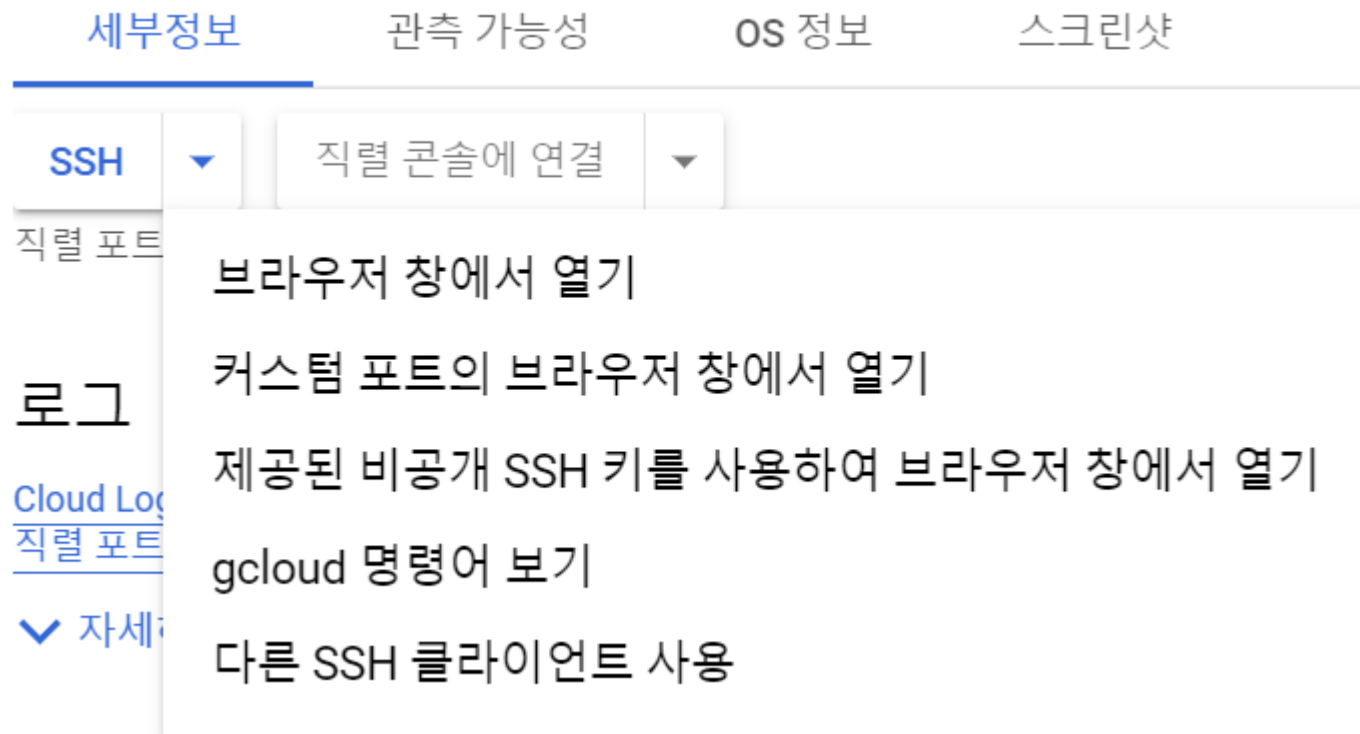 세부정보 관측 가능성 OS 정보 스크린샷
SSH 직렬 콘솔에 연결
직렬 포트
브라우저 창에서 열기
커스텀 포트의 브라우저 창에서 열기
로그
제공된 비공개 SSH 키를 사용하여 브라우저 창에서 열기
Cloud Log
직렬 포트
gcloud 명령어 보기
자세히
다른 SSH 클라이언트 사용